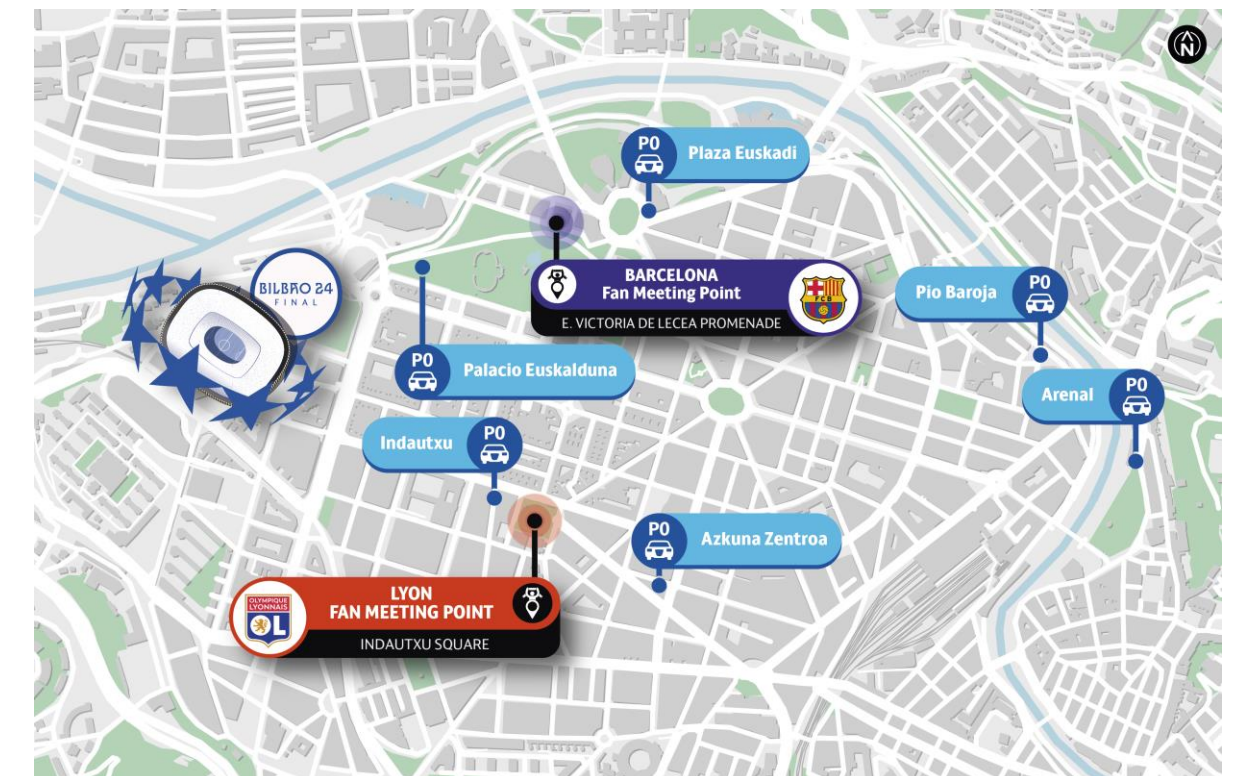 N
P0
Plaza Euskadi
BILBAO 24
FINAL
BARCELONA
Fan Meeting Point
FCB
E. VICTORIA DE LECEA PROMENADE
Pio Baroja
P0
P0
Palacio Euskalduna
Arenal
P0
Indautxu
P0
P0
Azkuna Zentroa
OLYMPIQUE
LYONNAIS
OL
LYON
FAN MEETING POINT
INDAUTXU SQUARE